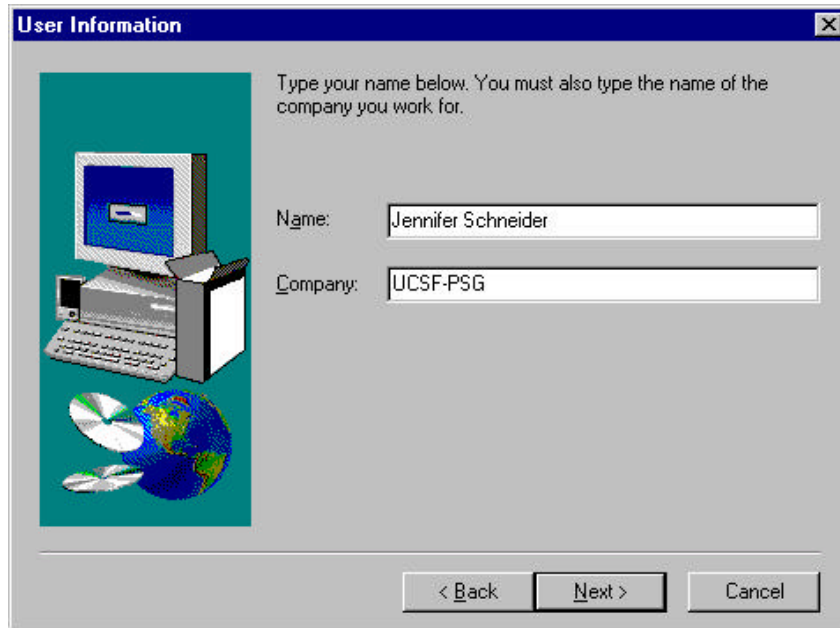 User Information
Type your name below. You must also type the name of the
company you work for.
Name: Jennifer Schneider
Company: UCSF-PSG
< Back Next > Cancel